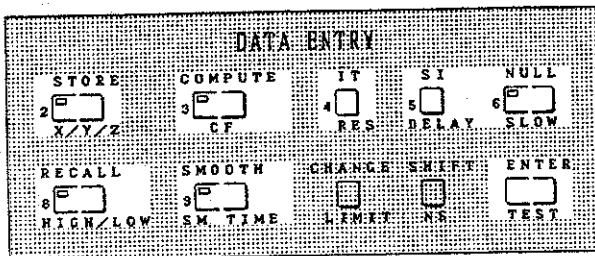 DATA ENTRY
STORE COMPUTE IT SI NULL
2 3 4 5 6
X/Y/Z CF RES DELAY SLOW
RECALL SMOOTH CHANGE SHIFT ENTER
8 9
HIGH/LOW SM TIME LIMIT NS TEST